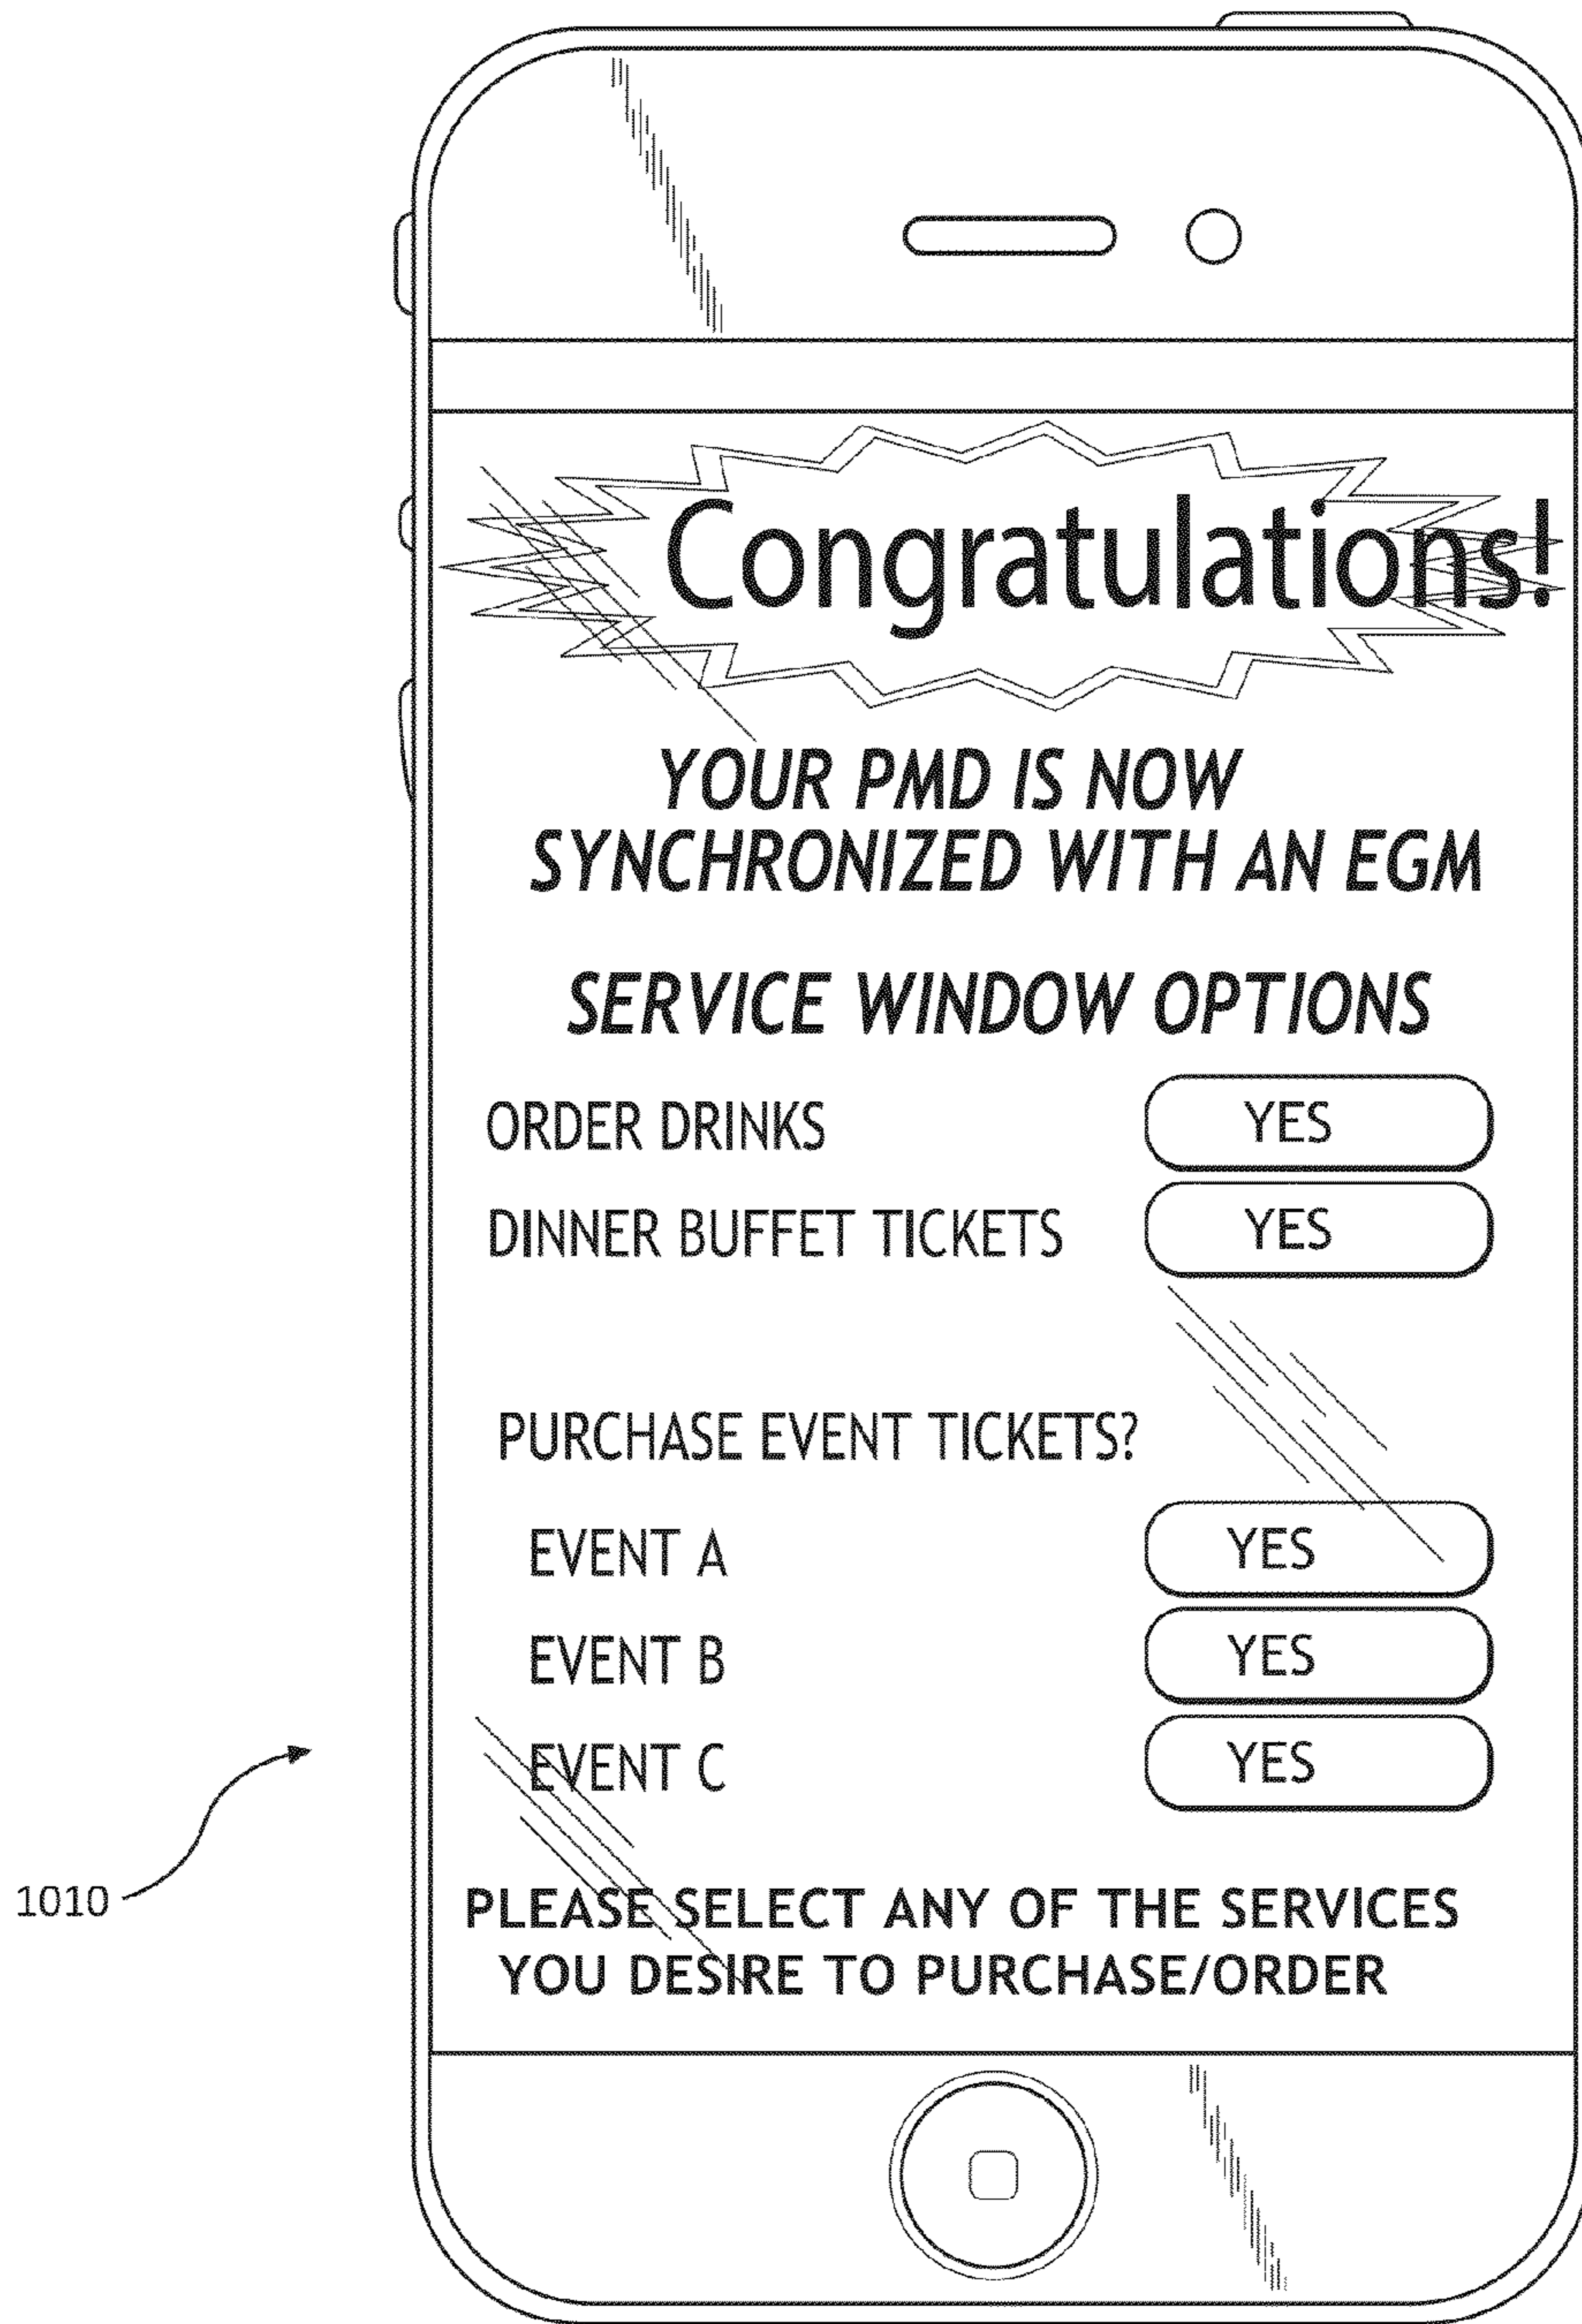 Congratulations!
YOUR PMD IS NOW
SYNCHRONIZED WITH AN EGM
SERVICE WINDOW OPTIONS
ORDER DRINKS YES
DINNER BUFFET TICKETS YES
PURCHASE EVENT TICKETS?
EVENT A YES
EVENT B YES
EVENT C YES
1010
PLEASE SELECT ANY OF THE SERVICES
YOU DESIRE TO PURCHASE/ORDER